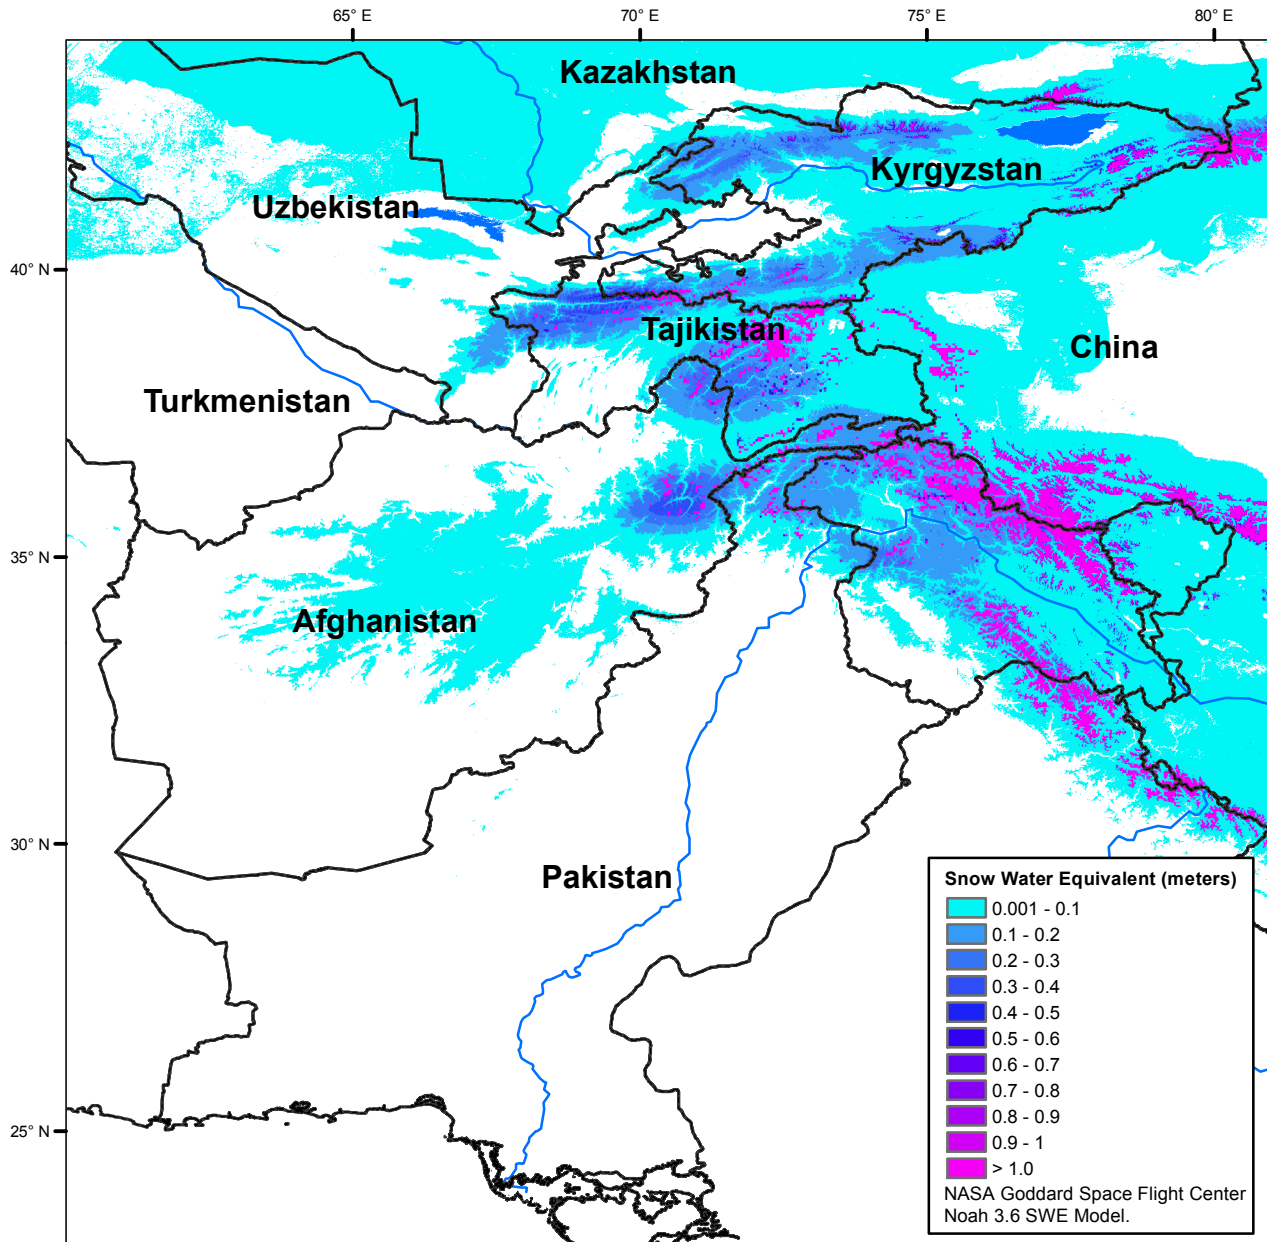 65° E
70° E
75° E
80° E
Kazakhstan
Kyrgyzstan
Uzbekistan
40° N
Tajikistan
China
Turkmenistan
35° N
Afghanistan
30° N
Pakistan
25° N
Snow Water Equivalent (meters)
0.001 - 0.1
0.1 - 0.2
0.2 - 0.3
0.3 - 0.4
0.4 - 0.5
0.5 - 0.6
0.6 - 0.7
0.7 - 0.8
0.8 - 0.9
0.9 - 1
> 1.0
NASA Goddard Space Flight Center
Noah 3.6 SWE Model.